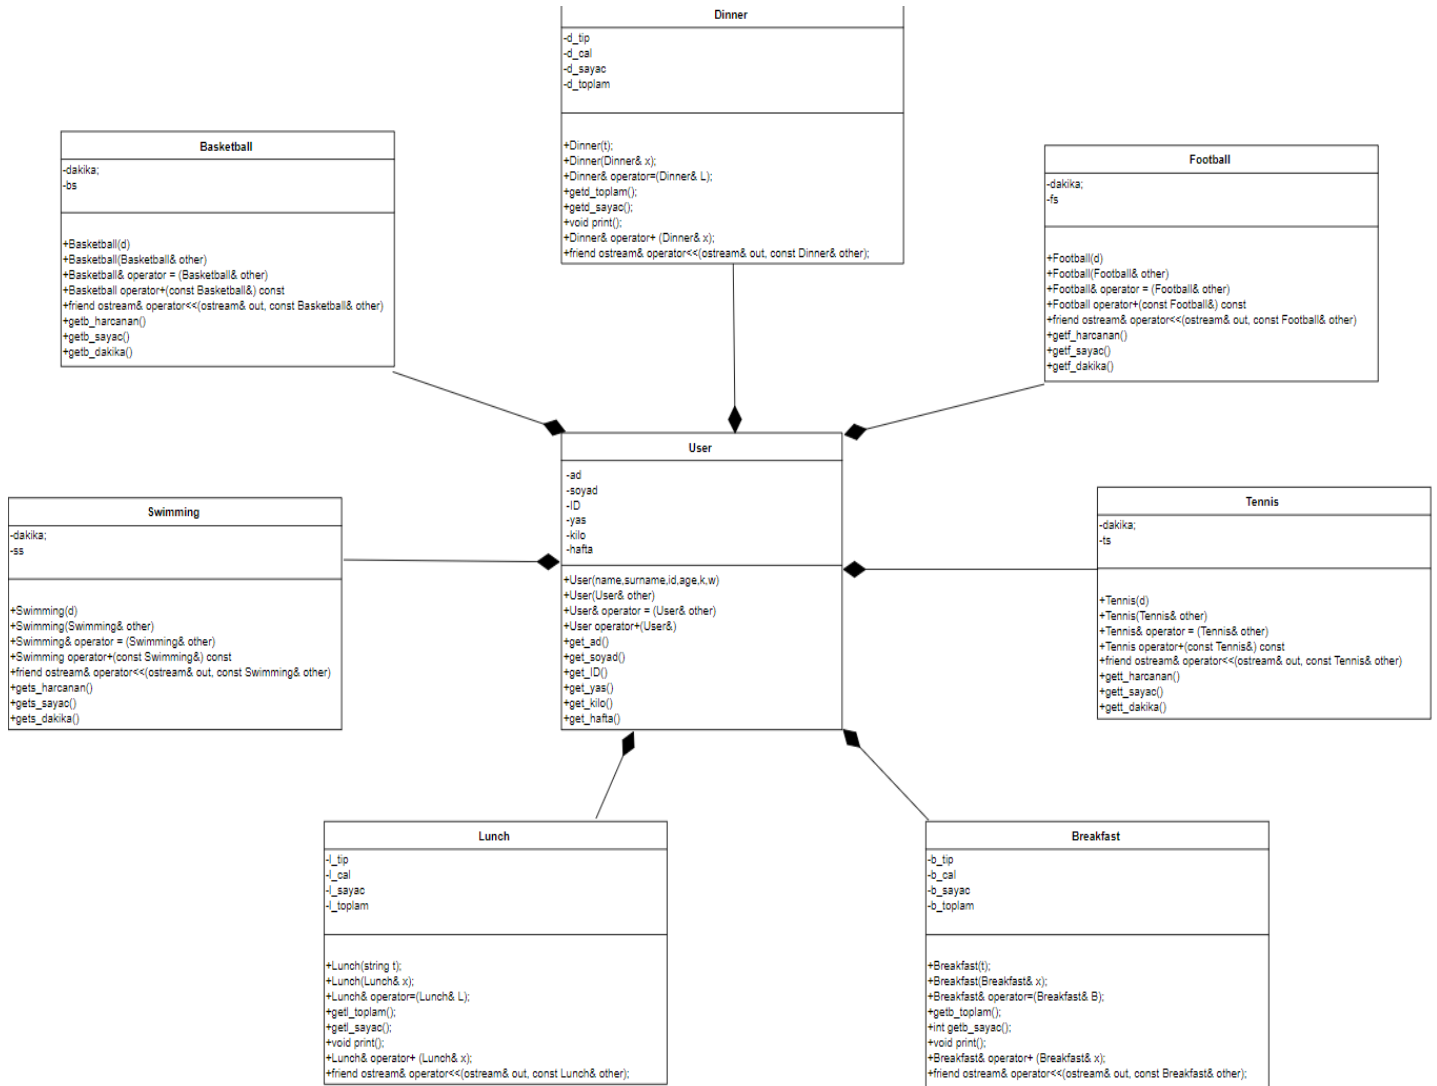 Dinner
-d_tip
-d_cal
-d_sayac
-d_toplam
+Dinner(t);
+Dinner(Dinner& x);
+Dinner& operator=(Dinner& L);
+getd_toplam();
+getd_sayac();
+void print();
+Dinner& operator+ (Dinner& x);
+friend ostream& operator<<(ostream& out, const Dinner& other);
Basketball
-dakika;
-bs
+Basketball(d)
+Basketball(Basketball& other)
+Basketball& operator = (Basketball& other)
+Basketball operator+(const Basketball&) const
+friend ostream& operator<<(ostream& out, const Basketball& other)
+getb_harcanan()
+getb_sayac()
+getb_dakika()
Football
-dakika;
-fs
+Football(d)
+Football(Football& other)
+Football& operator = (Football& other)
+Football operator+(const Football&) const
+friend ostream& operator<<(ostream& out, const Football& other)
+getf_harcanan()
+getf_sayac()
+getf_dakika()
User
-ad
-soyad
-ID
-yas
-kilo
-hafta
+User(name,surname,id,age,k,w)
+User(User& other)
+User& operator = (User& other)
+User operator+(User&)
+get_ad()
+get_soyad()
+get_ID()
+get_yas()
+get_kilo()
+get_hafta()
Swimming
-dakika;
-ss
+Swimming(d)
+Swimming(Swimming& other)
+Swimming& operator = (Swimming& other)
+Swimming operator+(const Swimming&) const
+friend ostream& operator<<(ostream& out, const Swimming& other)
+gets_harcanan()
+gets_sayac()
+gets_dakika()
Tennis
-dakika;
-ts
+Tennis(d)
+Tennis(Tennis& other)
+Tennis& operator = (Tennis& other)
+Tennis operator+(const Tennis&) const
+friend ostream& operator<<(ostream& out, const Tennis& other)
+gett_harcanan()
+gett_sayac()
+gett_dakika()
Lunch
-l_tip
-l_cal
-l_sayac
-l_toplam
+Lunch(string t);
+Lunch(Lunch& x);
+Lunch& operator=(Lunch& L);
+getl_toplam();
+getl_sayac();
+void print();
+Lunch& operator+ (Lunch& x);
+friend ostream& operator<<(ostream& out, const Lunch& other);
Breakfast
-b_tip
-b_cal
-b_sayac
-b_toplam
+Breakfast(t);
+Breakfast(Breakfast& x);
+Breakfast& operator=(Breakfast& B);
+getb_toplam();
+int getb_sayac();
+void print();
+Breakfast& operator+ (Breakfast& x);
+friend ostream& operator<<(ostream& out, const Breakfast& other);